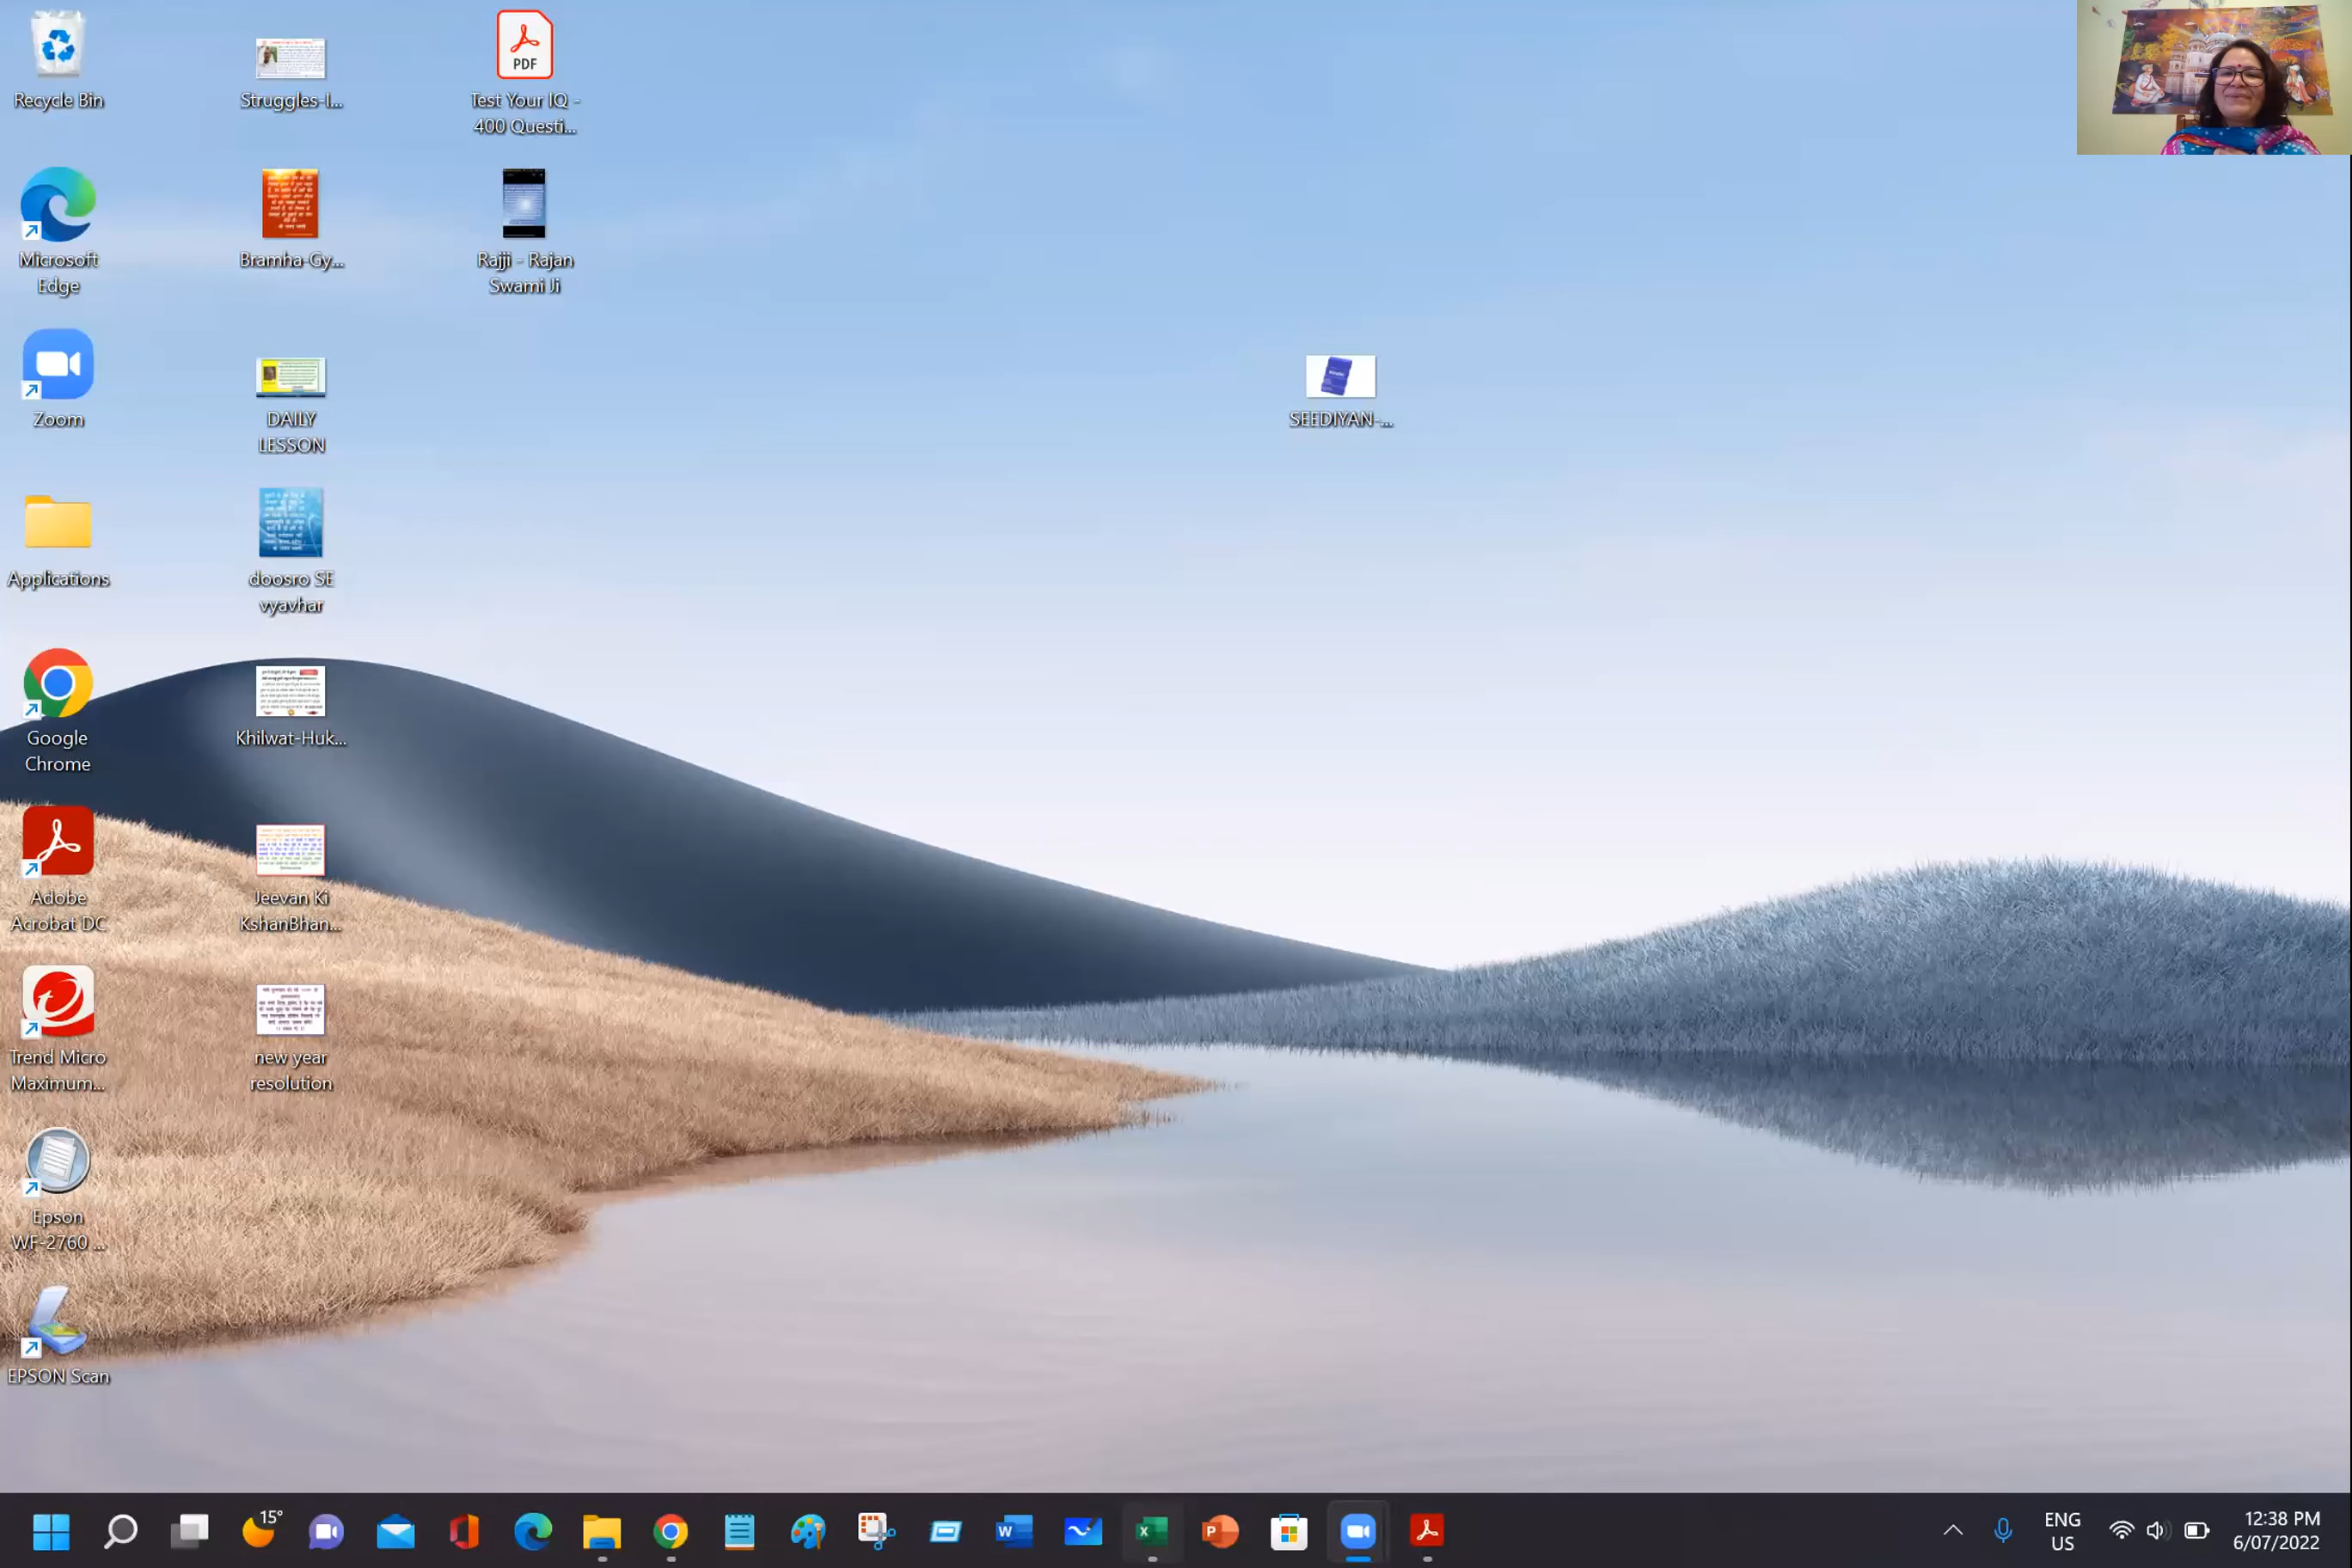 Recycle Bin
Struggles-I...
PDF
Test Your IQ -
400 Questi...
Microsoft
Edge
Bramha-Gy...
Rajji - Rajan
Swami Ji
Zoom
DAILY
LESSON
SEEDIYAN-...
Applications
doosro SE
vyavhar
Google
Chrome
Khilwat-Huk...
Adobe
Acrobat DC
Jeevan Ki
KshanBhan...
Trend Micro
Maximum...
new year
resolution
Epson
WF-2760 ...
EPSON Scan
15°
ENG
US
12:38 PM
6/07/2022